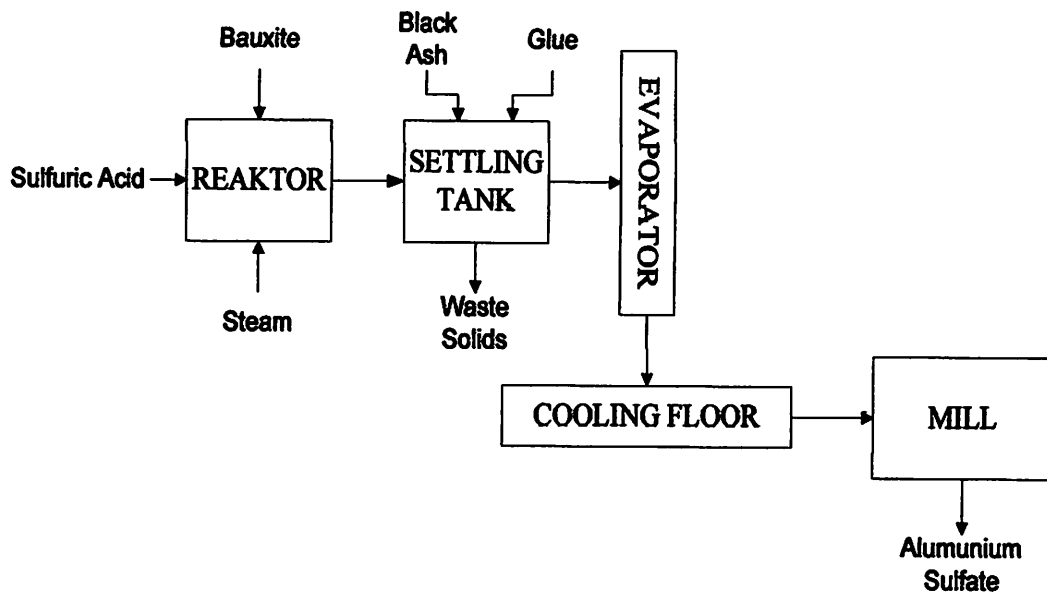 Bauxite
Black
Ash
Glue
Sulfuric Acid
REAKTOR
SETTLING
TANK
EVAPORATOR
Steam
Waste
Solids
COOLING FLOOR
MILL
Alumunium
Sulfate